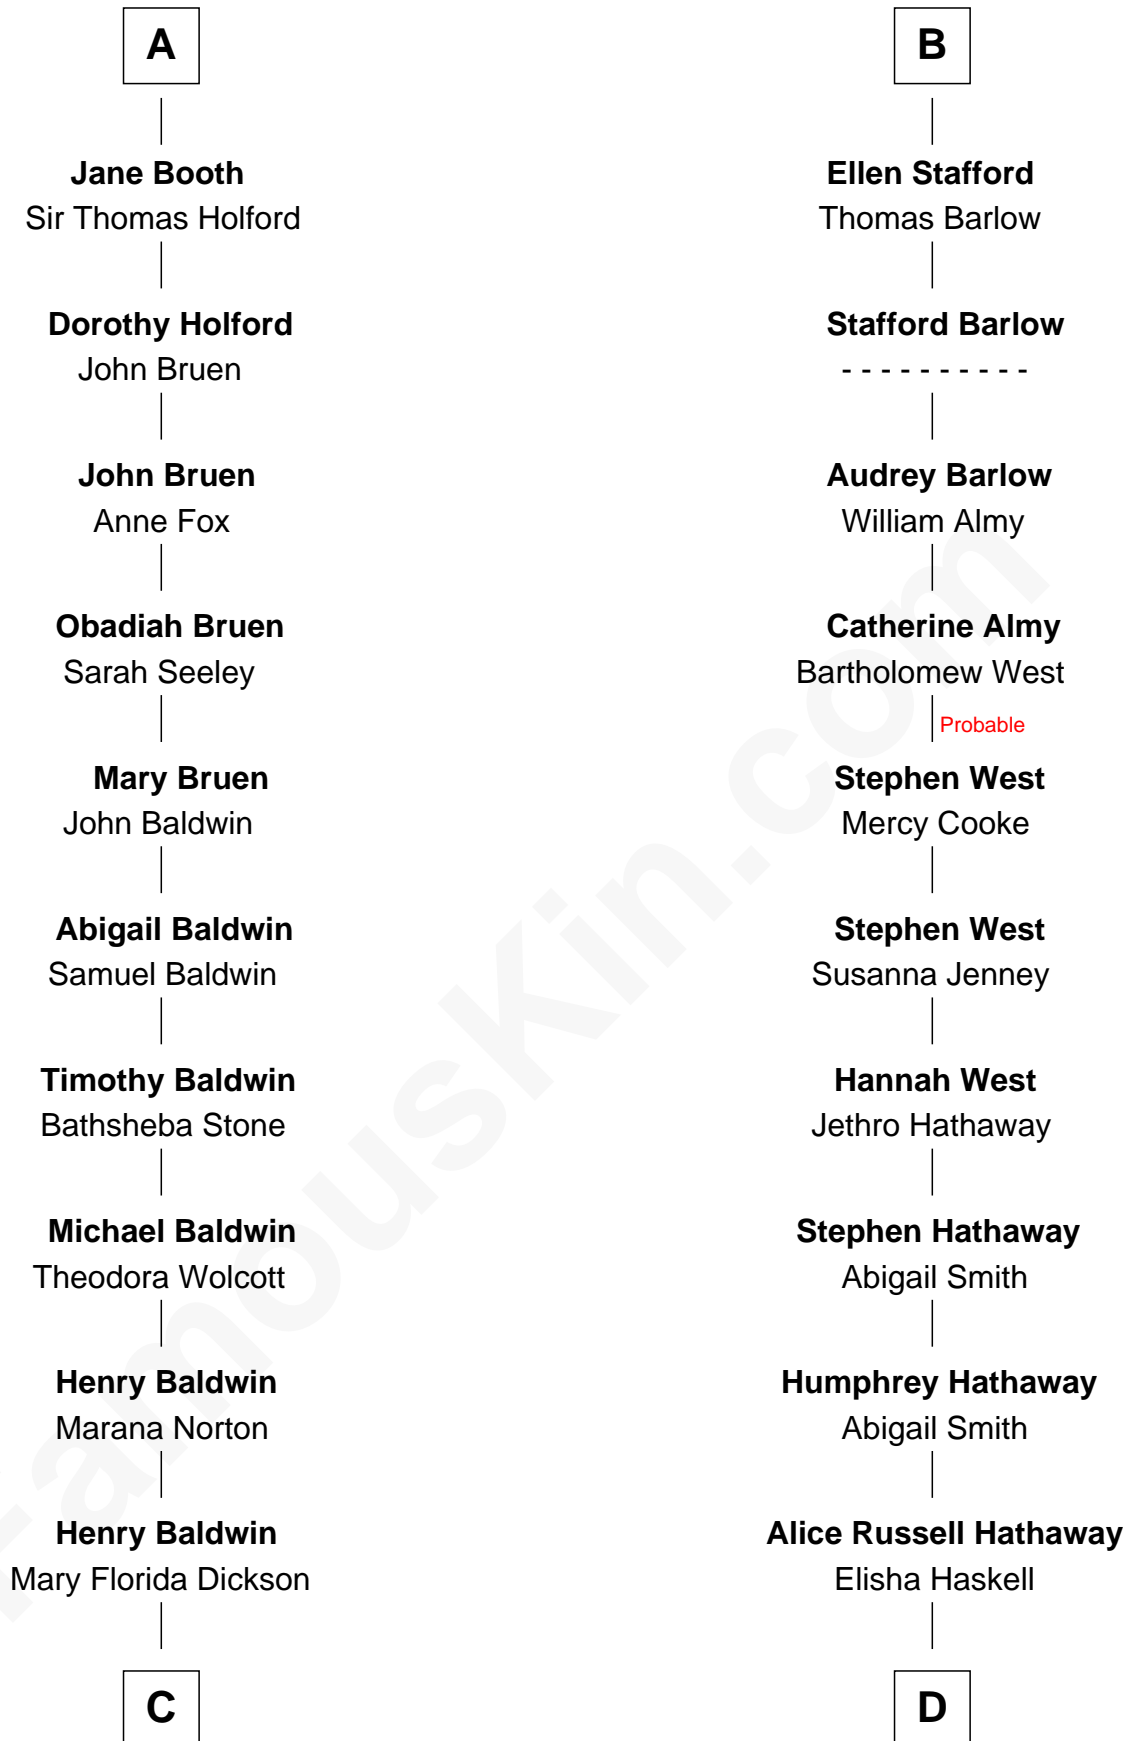 A
Jane Booth
Sir Thomas Holford
Dorothy Holford
John Bruen
John Bruen
Anne Fox
Obadiah Bruen
Sarah Seeley
Mary Bruen
John Baldwin
Abigail Baldwin
Samuel Baldwin
Timothy Baldwin
Bathsheba Stone
Michael Baldwin
Theodora Wolcott
Henry Baldwin
Marana Norton
Henry Baldwin
Mary Florida Dickson
C
B
Ellen Stafford
Thomas Barlow
Stafford Barlow
- - - - - - - - - -
Audrey Barlow
William Almy
Catherine Almy
Bartholomew West
Probable
Stephen West
Mercy Cooke
Stephen West
Susanna Jenney
Hannah West
Jethro Hathaway
Stephen Hathaway
Abigail Smith
Humphrey Hathaway
Abigail Smith
Alice Russell Hathaway
Elisha Haskell
D
FamousKin.com